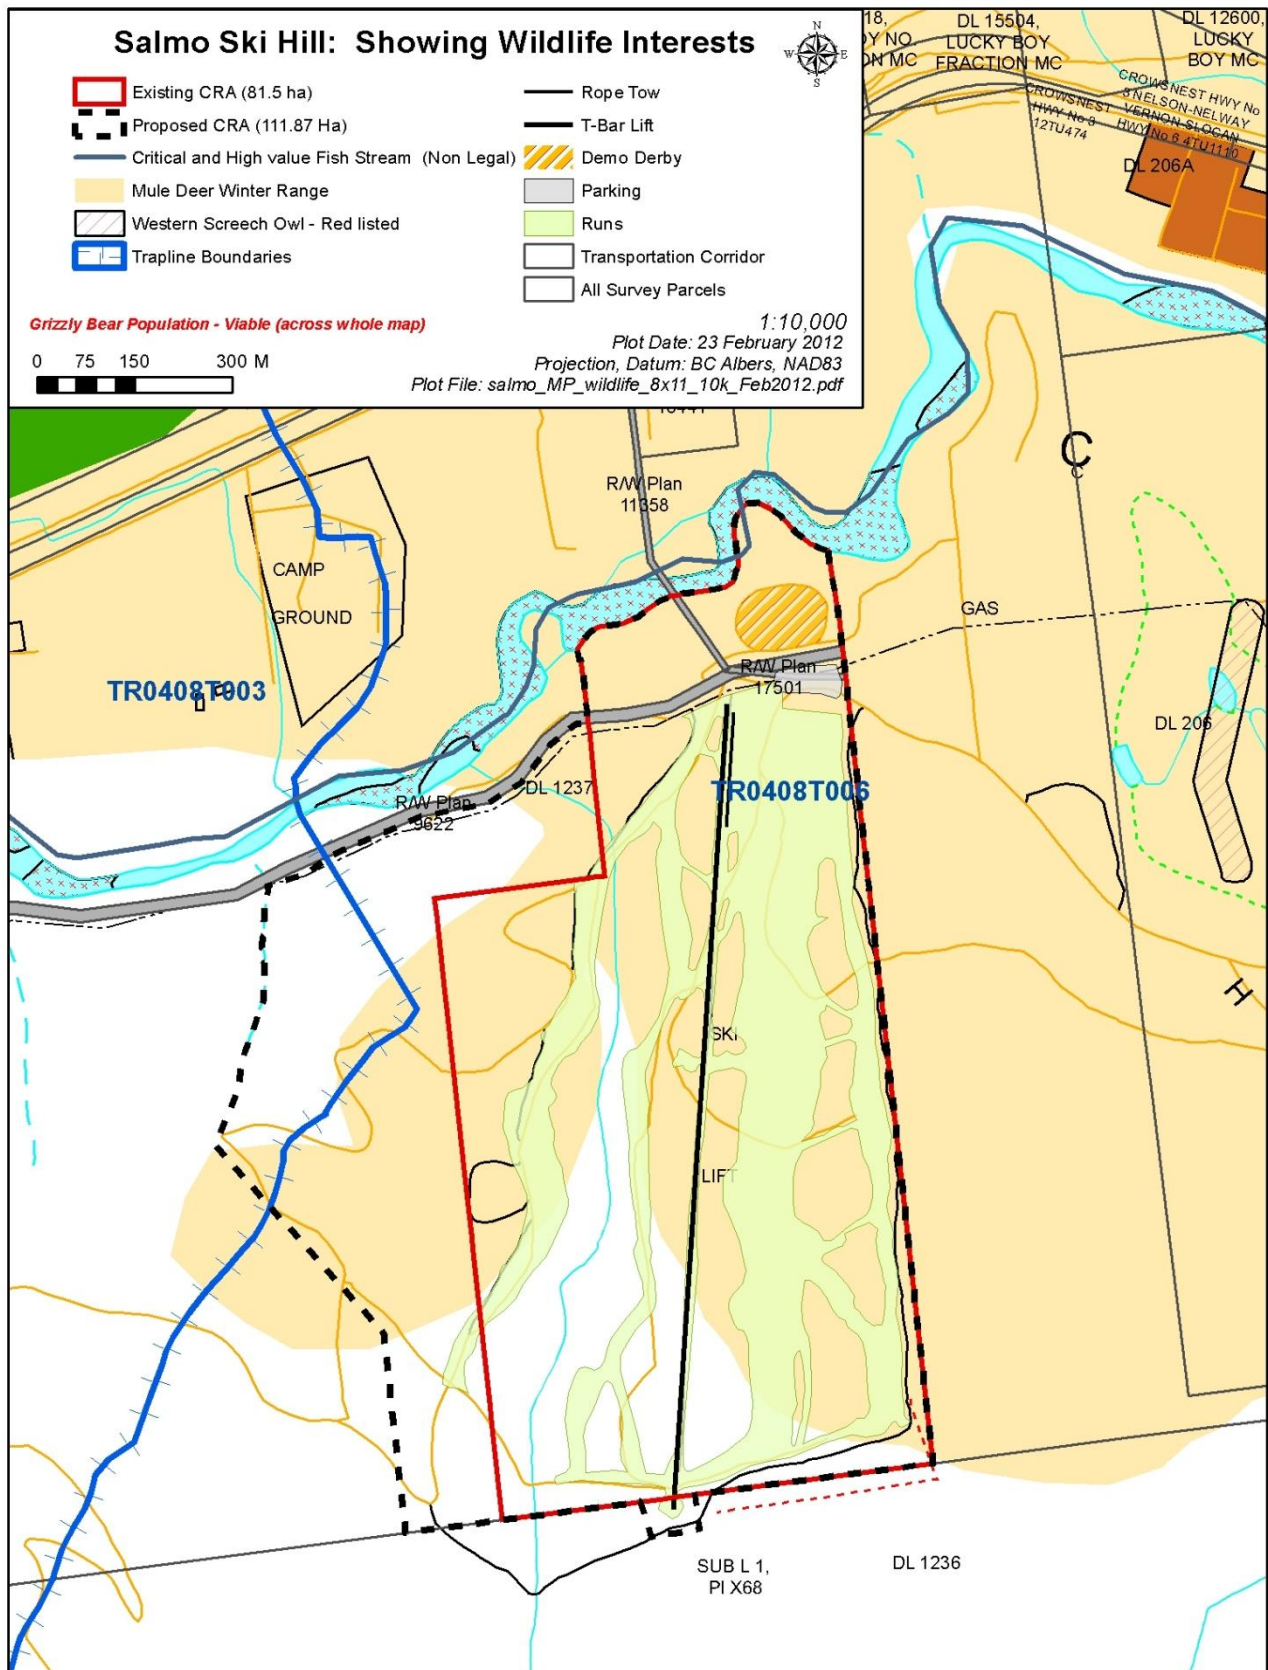 Salmo Ski Hill: Showing Wildlife Interests
N
W E
S
Existing CRA (81.5 ha)
Proposed CRA (111.87 Ha)
Critical and High value Fish Stream (Non Legal)
Mule Deer Winter Range
Western Screech Owl - Red listed
Trapline Boundaries
Rope Tow
T-Bar Lift
Demo Derby
Parking
Runs
Transportation Corridor
All Survey Parcels
Grizzly Bear Population - Viable (across whole map)
0 75 150 300 M
1:10,000
Plot Date: 23 February 2012
Projection, Datum: BC Albers, NAD83
Plot File: salmo_MP_wildlife_8x11_10k_Feb2012.pdf
DL 15504,
LUCKY BOY
FRACTION MC
DL 12600,
LUCKY
BOY MC
CROWSNEST HWY No
3 NELSON-NELWAY
VERNON-SLOCAN
HWY No 6 4TU1110
CROWSNEST
HWY No 3
12TU474
DL 206A
R/W Plan
11358
C
C
CAMP
GROUND
GAS
TR0408T003
R/W Plan
17501
DL 206
DL 1237
TR0408T006
R/W Plan
9622
H
SKI
LIFT
SUB L 1,
PI X68
DL 1236